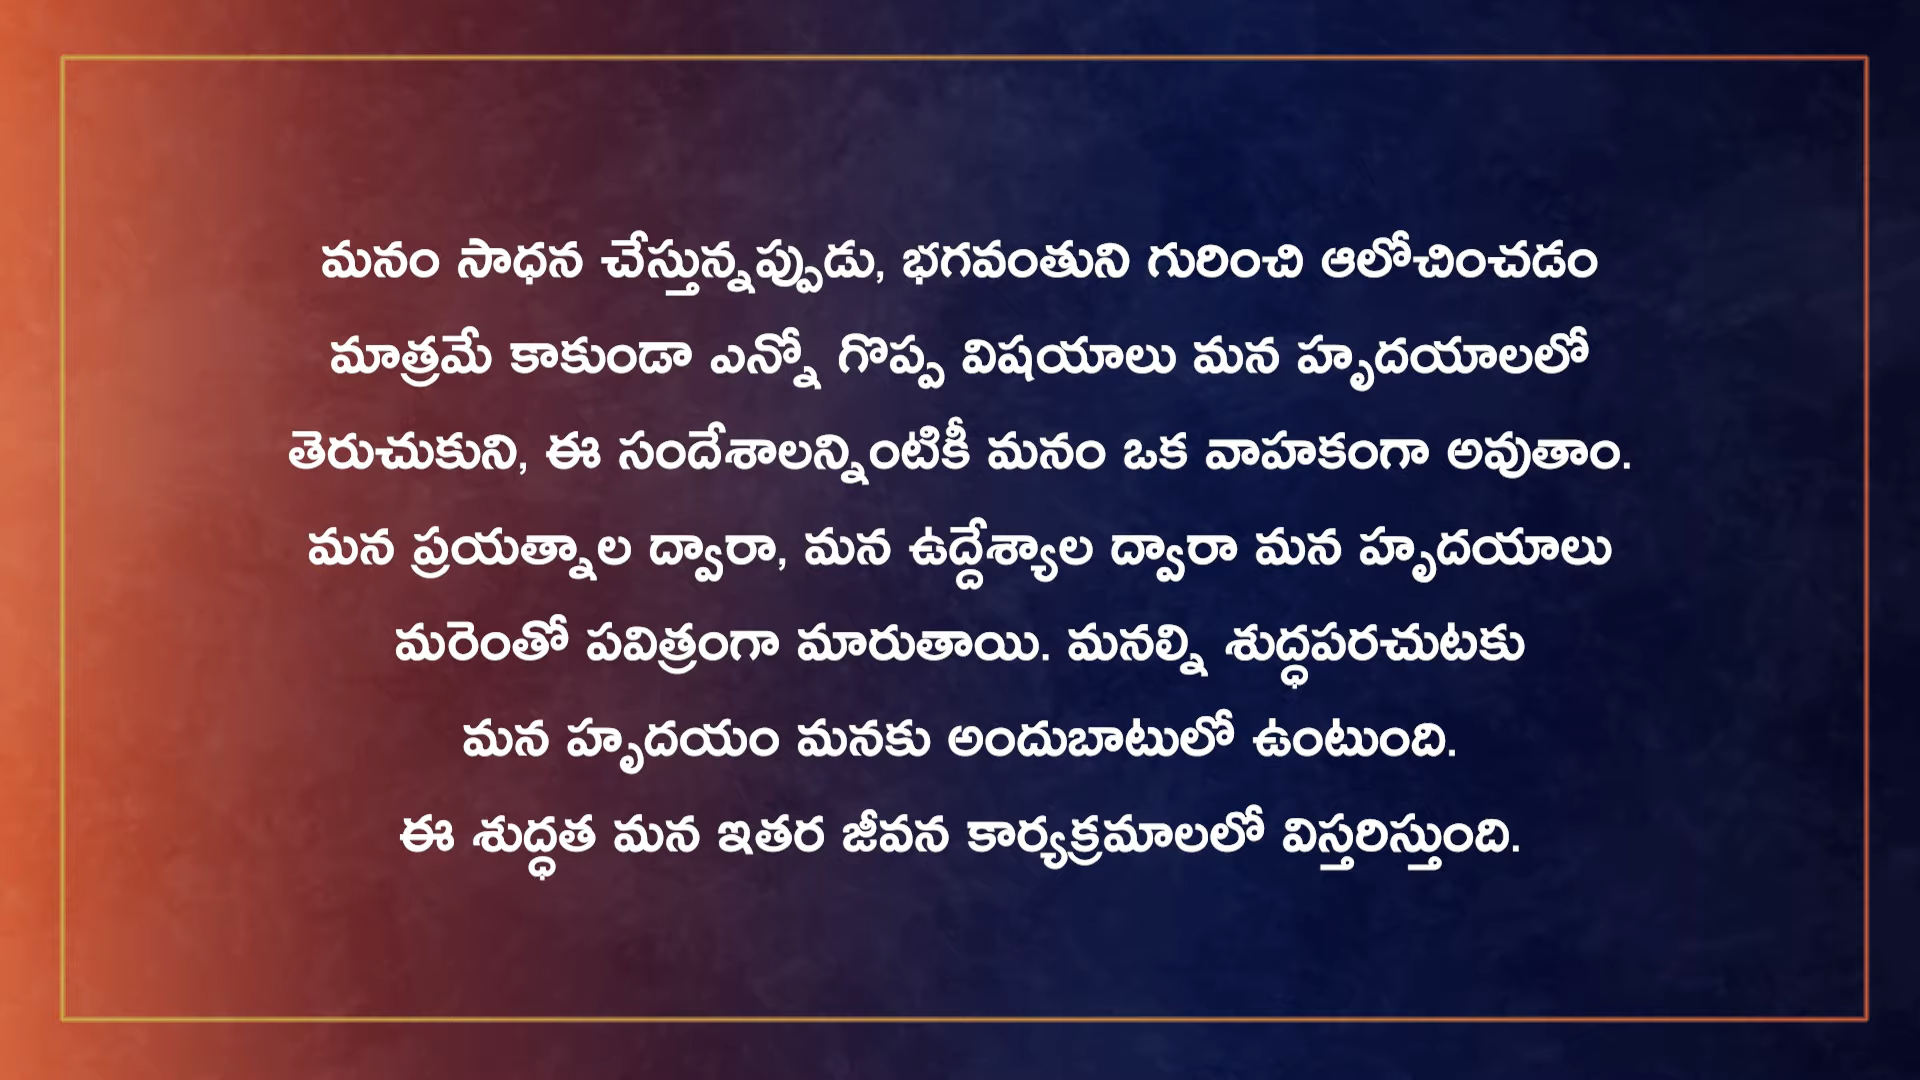 మనం సాధన చేస్తున్నప్పుడు, భగవంతుని గురించి ఆలోచించడం
మాత్రమే కాకుండా ఎన్నో గొప్ప విషయాలు మన హృదయాలలో
తెరుచుకుని, ఈ సందేశాలన్నింటికీ మనం ఒక వాహకంగా అవుతాం.
మన ప్రయత్నాల ద్వారా, మన ఉద్దేశ్యాల ద్వారా మన హృదయాలు
మరెంతో పవిత్రంగా మారుతాయి. మనల్ని శుద్ధపరచుటకు
మన హృదయం మనకు అందుబాటులో ఉంటుంది.
ఈ శుద్ధత మన ఇతర జీవన కార్యక్రమాలలో విస్తరిస్తుంది.